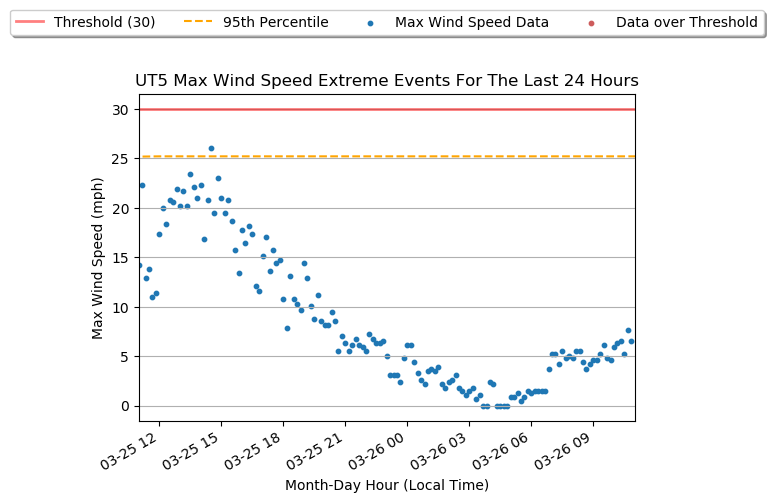 Threshold (30) 95th Percentile Max Wind Speed Data Data over Threshold
UT5 Max Wind Speed Extreme Events For The Last 24 Hours
30
25
20
15
10
5
0
Max Wind Speed (mph)
03-25 12 03-25 15 03-25 18 03-25 21 03-26 00 03-26 03 03-26 06 03-26 09
Month-Day Hour (Local Time)